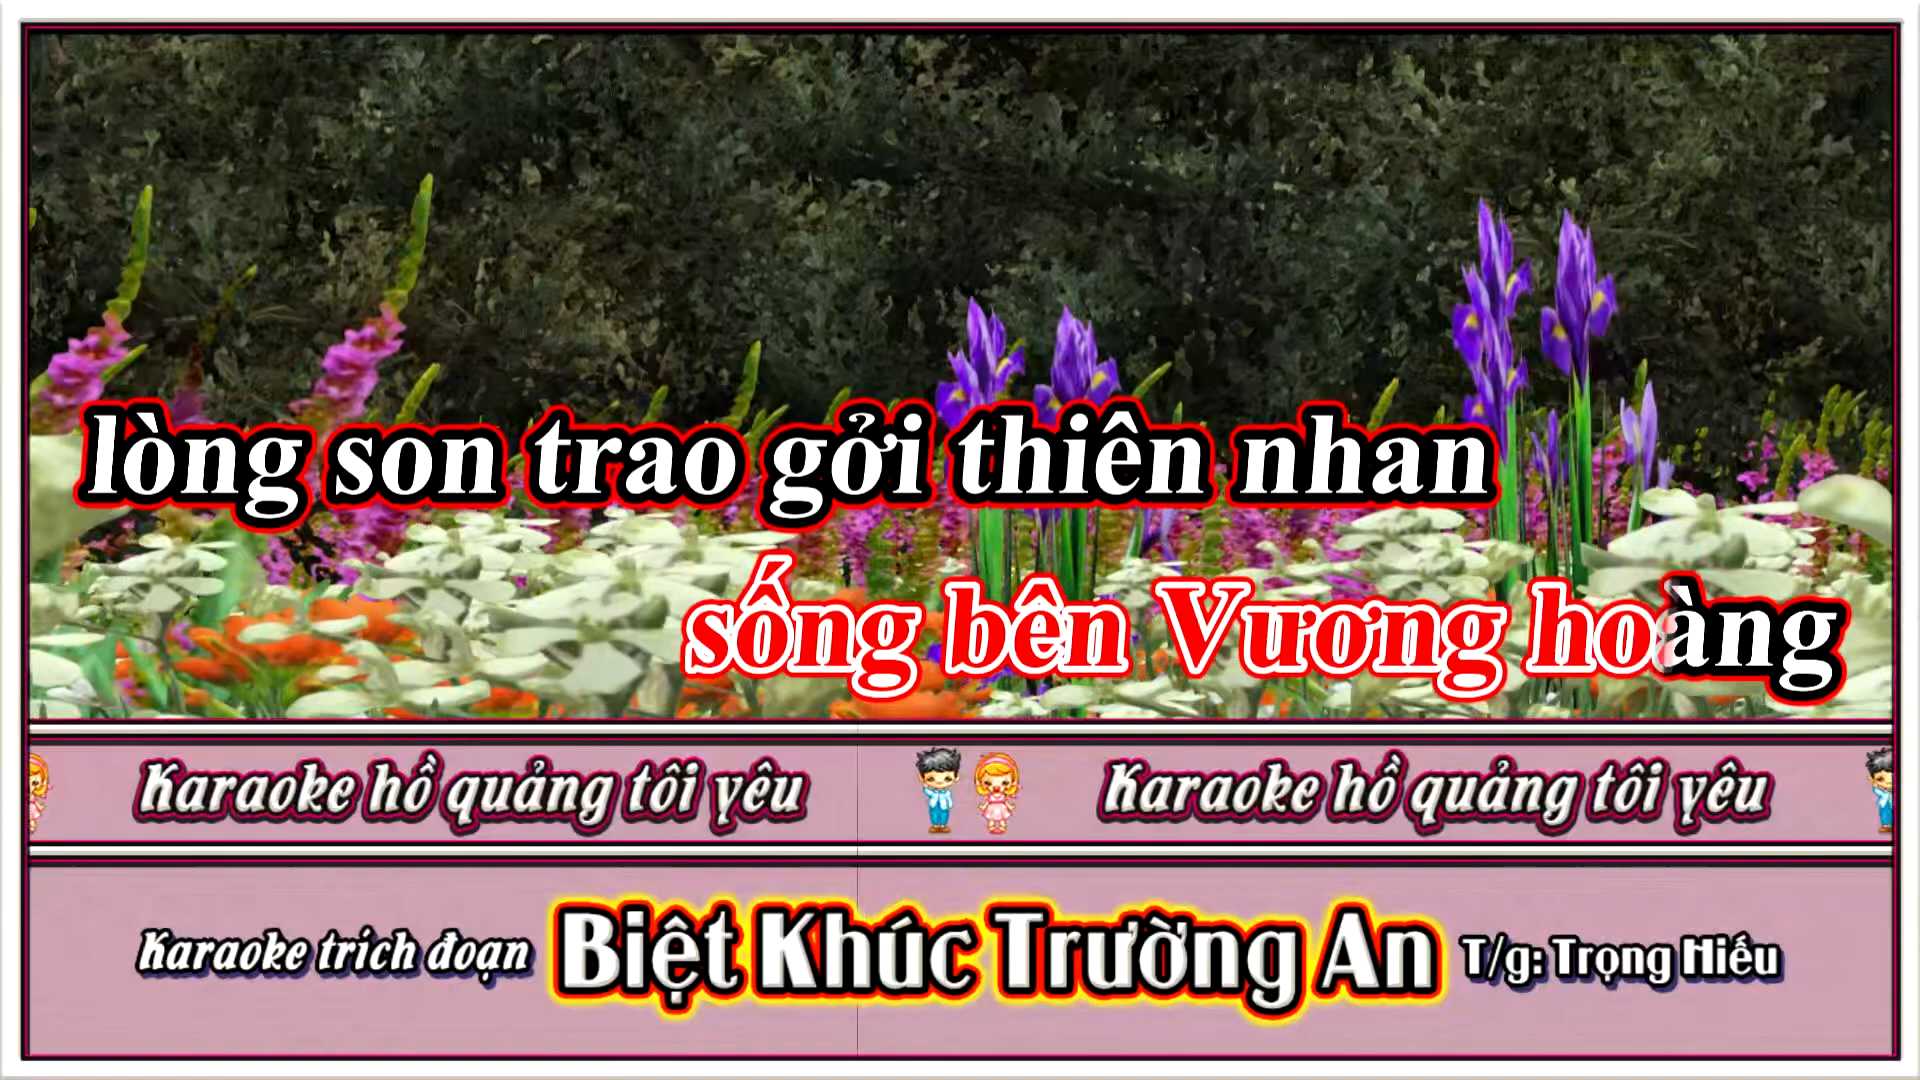 lòng son trao gởi thiên nhan
sống bên Vương hoàng
Karaoke hồ quảng tôi yêu Karaoke hồ quảng tôi yêu
Karaoke trích đoạn Biệt Khúc Trường An T/g: Trọng Hiếu